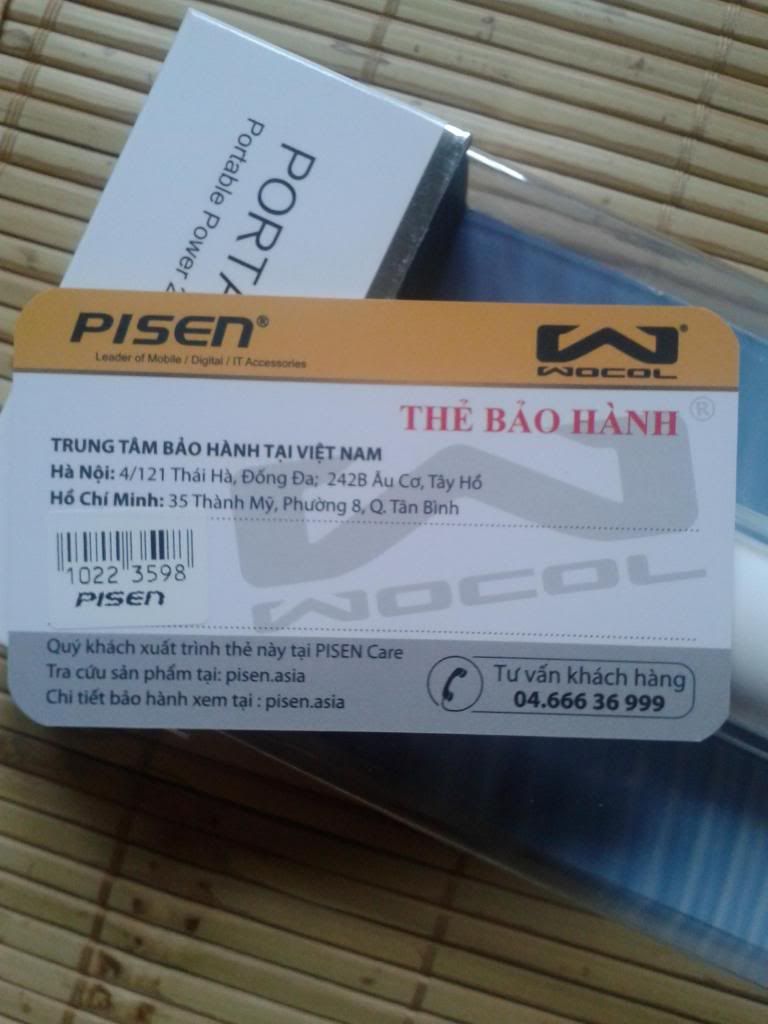 PORTA
Portable Power 2
PISEN®
Leader of Mobile / Digital / IT Accessories
WOCOL®
THẺ BẢO HÀNH ®
TRUNG TÂM BẢO HÀNH TẠI VIỆT NAM
Hà Nội: 4/121 Thái Hà, Đống Đa; 242B Âu Cơ, Tây Hồ
Hồ Chí Minh: 35 Thành Mỹ, Phường 8, Q. Tân Bình
1022 3598
PISEN
WOCOL
Quý khách xuất trình thẻ này tại PISEN Care
Tra cứu sản phẩm tại: pisen.asia
Chi tiết bảo hành xem tại : pisen.asia
Tư vấn khách hàng
04.666 36 999